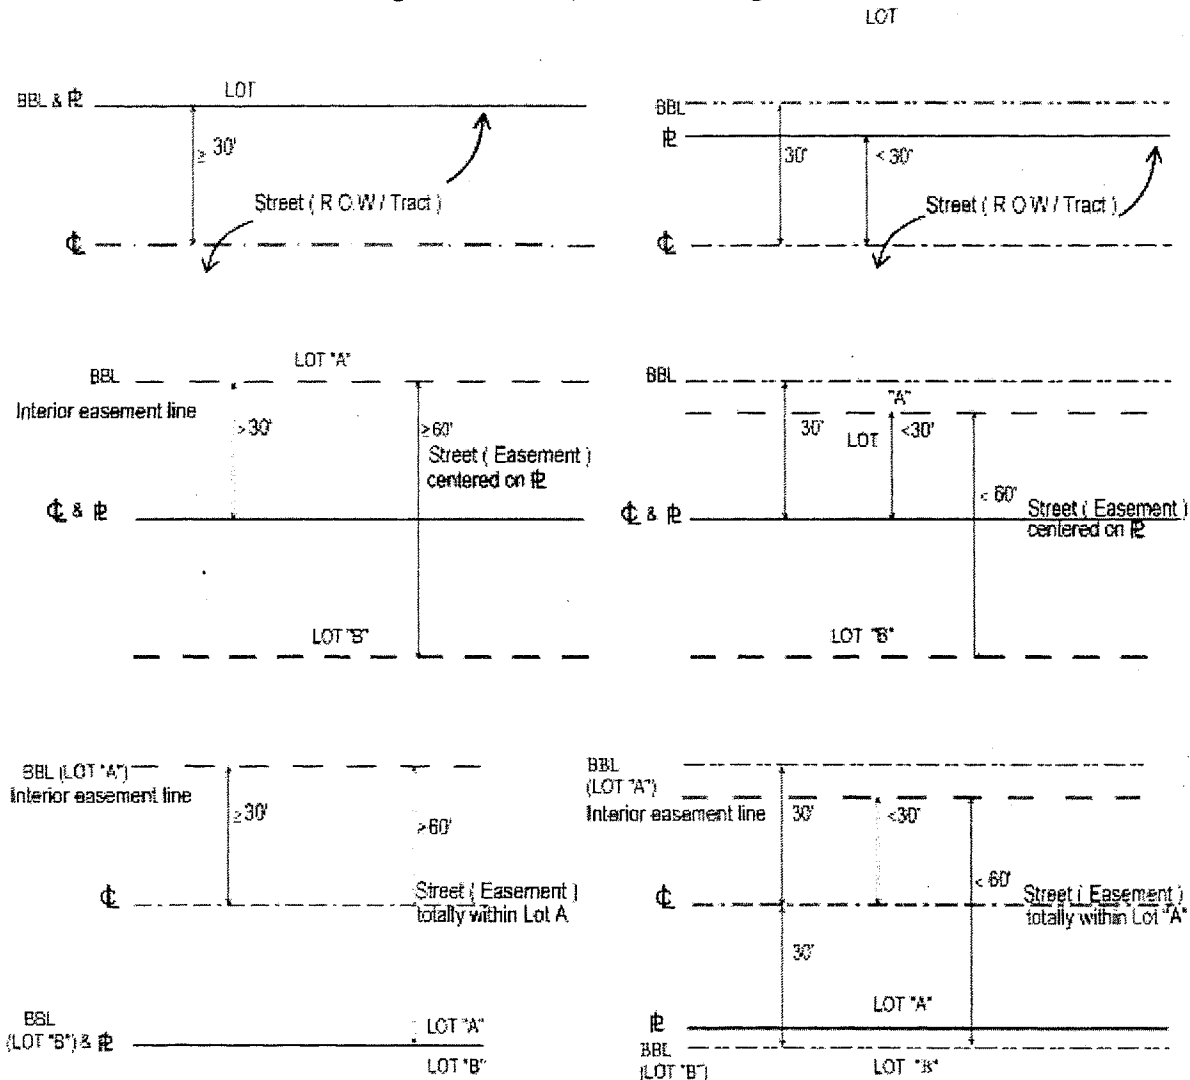 LOT
BBL & ⅊
LOT
≥ 30'
Street ( R O.W / Tract )
℄
BBL
⅊
30'
< 30'
Street ( R O W / Tract )
℄
BBL
LOT "A"
Interior easement line
> 30'
≥60'
Street ( Easement )
centered on ⅊
℄ & ⅊
LOT "B"
BBL
"A"
30'
LOT
<30'
< 60'
℄ & ⅊
Street ( Easement )
centered on ⅊
LOT "B"
BBL (LOT "A")
Interior easement line
≥30'
>60'
℄
Street ( Easement )
totally within Lot A
BSL
(LOT "B") & ⅊
LOT "A"
LOT "B"
BBL
(LOT "A")
Interior easement line
30'
<30'
< 60'
℄
Street ( Easement )
totally within Lot "A"
30'
LOT "A"
⅊
BBL
(LOT "B")
LOT "B"